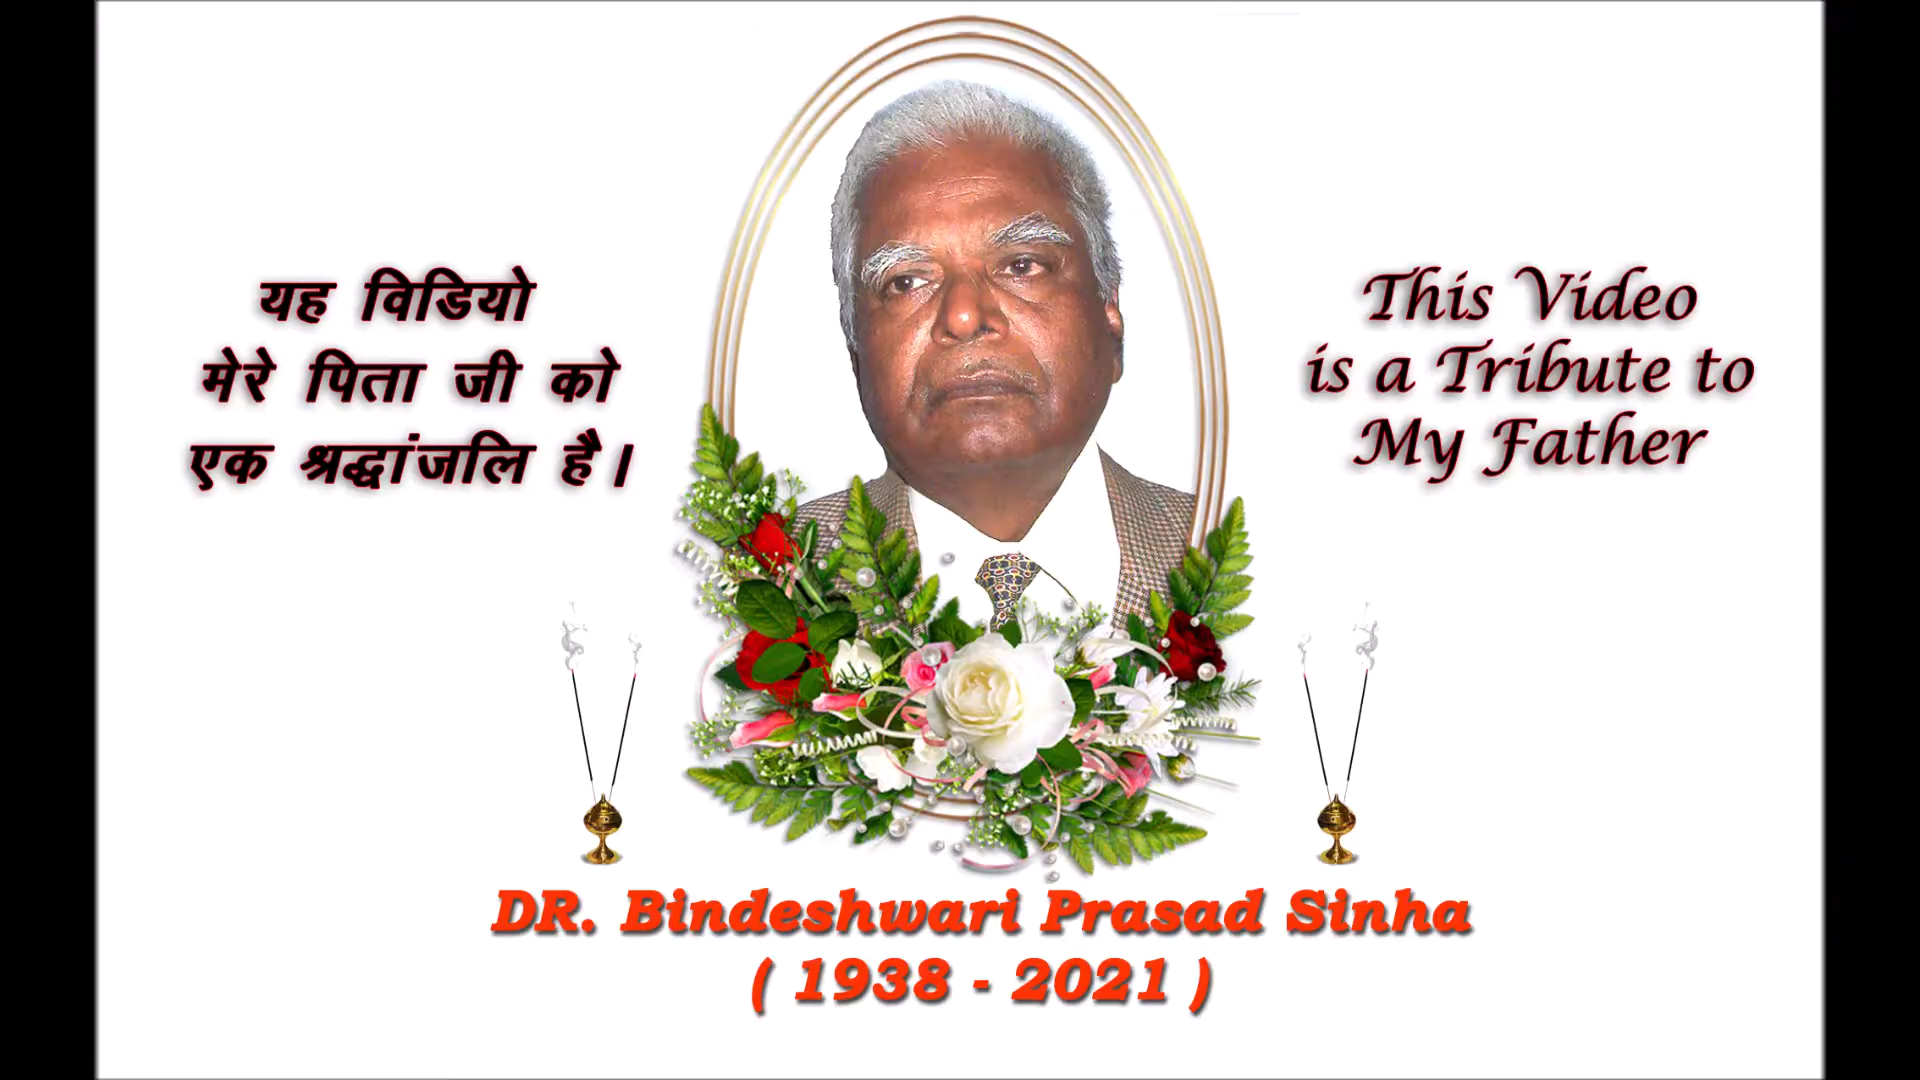 यह विडियो
मेरे पिता जी को
एक श्रद्धांजलि है।
This Video
is a Tribute to
My Father
DR. Bindeshwari Prasad Sinha
( 1938 - 2021 )